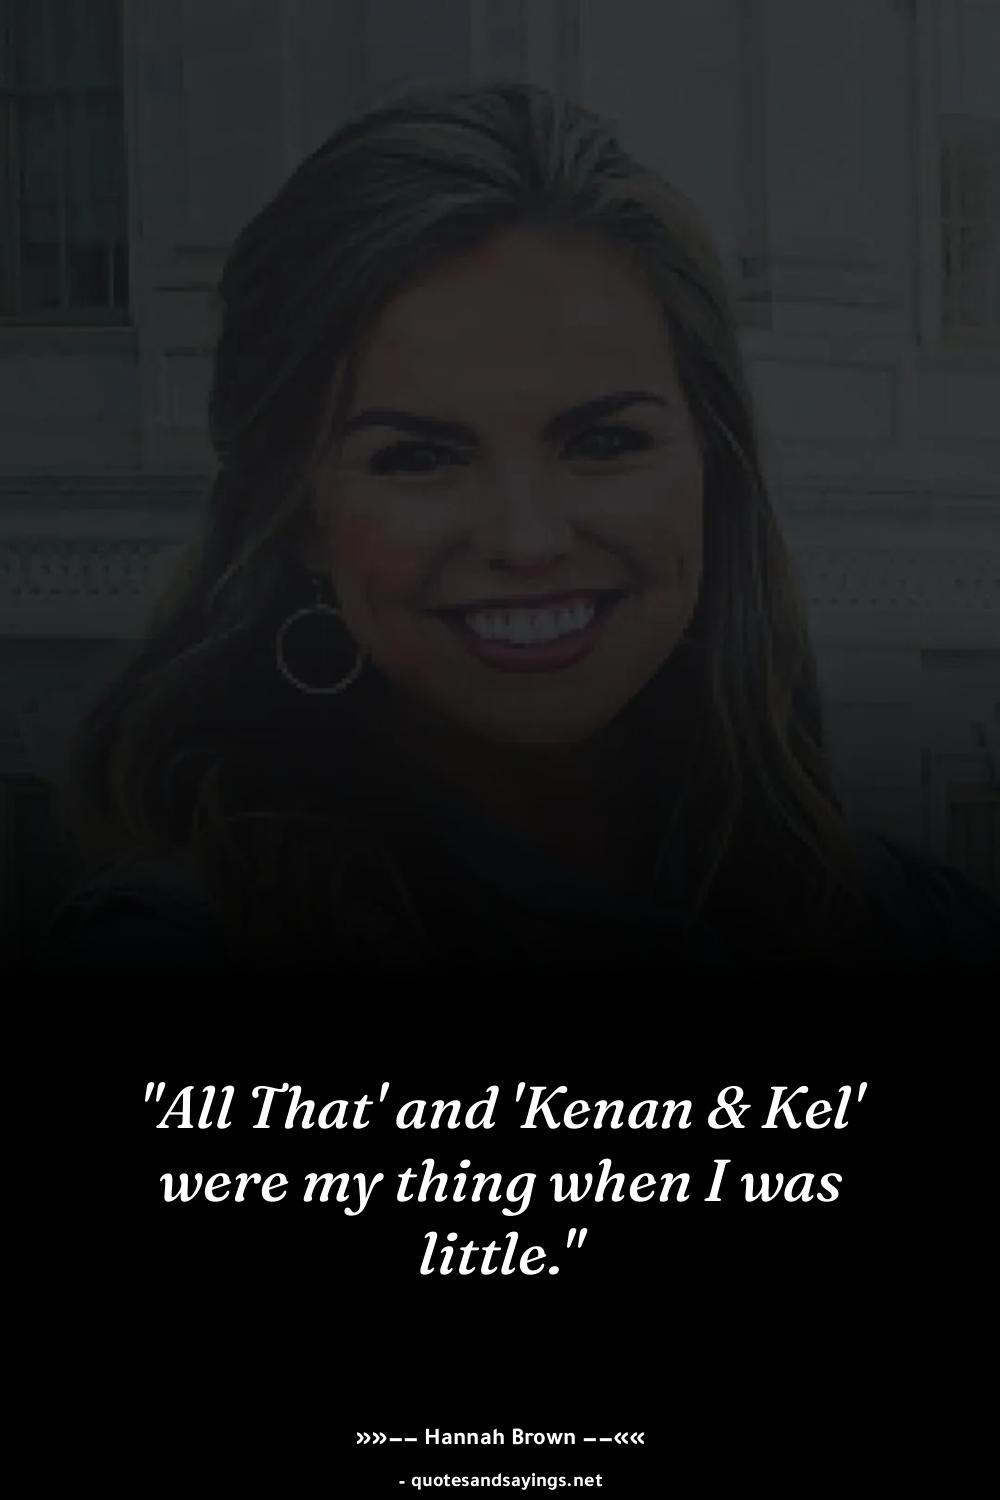 "All That' and 'Kenan & Kel'
were my thing when I was
little."
»»–– Hannah Brown ––««
- quotesandsayings.net